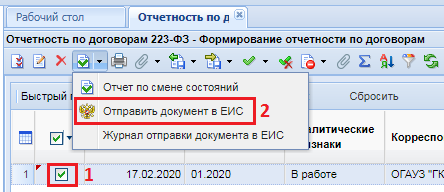 Рабочий стол
Отчетность по д
Отчетность по договорам 223-ФЗ - Формирование отчетности по договорам
Отчет по смене состояний
Быстрый
Сбросить
Отправить документ в ЕИС
2
Журнал отправки документа в ЕИС
алитические
знаки
Корреспо
1
1
17.02.2020
01.2020
В работе
ОГАУЗ "ГК